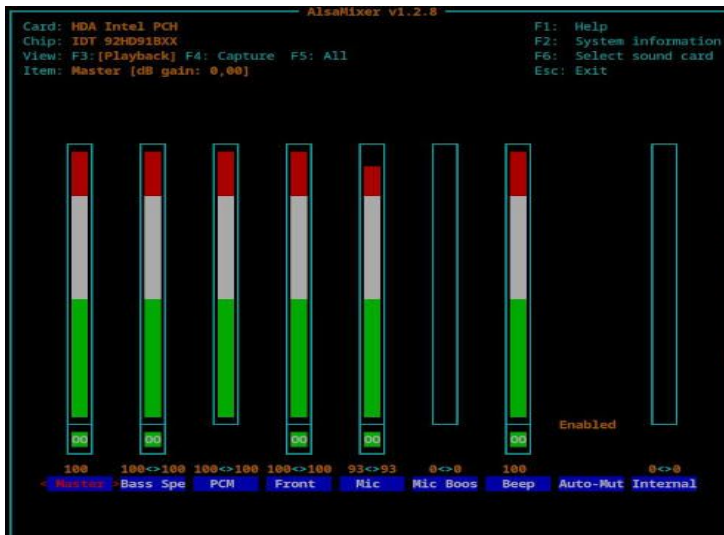 AlsaMixer v1.2.8
Card: HDA Intel PCH F1: Help
Chip: IDT 92HD91BXX F2: System information
View: F3:[Playback] F4: Capture F5: All F6: Select sound card
Item: Master [dB gain: 0,00] Esc: Exit
Enabled
OO OO OO OO OO
100 100<>100 100<>100 100<>100 93<>93 0<>0 100 0<>0
< Master > Bass Spe PCM Front Mic Mic Boos Beep Auto-Mut Internal